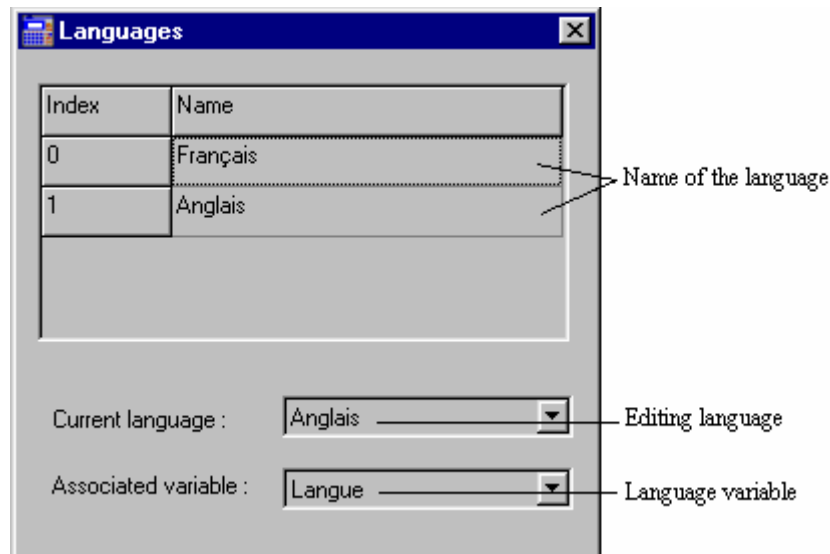 Languages
Index Name
0 Français
1 Anglais
Name of the language
Current language : Anglais
Editing language
Associated variable : Langue
Language variable